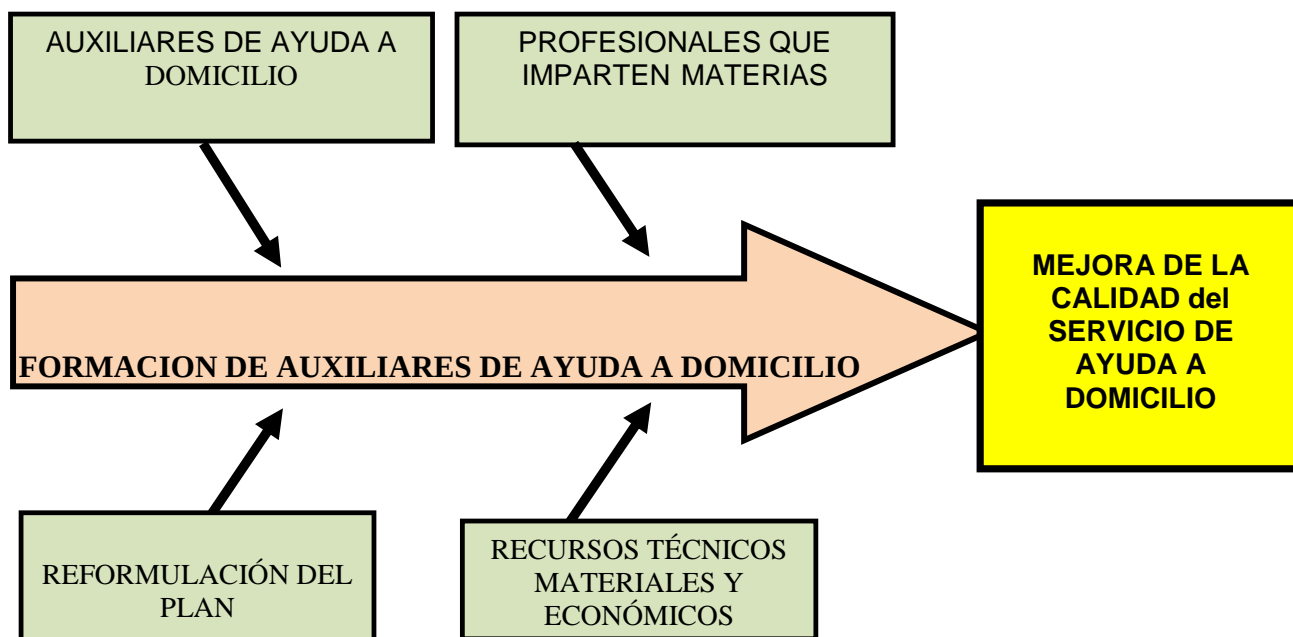 AUXILIARES DE AYUDA A
DOMICILIO
PROFESIONALES QUE
IMPARTEN MATERIAS
FORMACION DE AUXILIARES DE AYUDA A DOMICILIO
MEJORA DE LA
CALIDAD del
SERVICIO DE
AYUDA A
DOMICILIO
REFORMULACIÓN DEL
PLAN
RECURSOS TÉCNICOS
MATERIALES Y
ECONÓMICOS